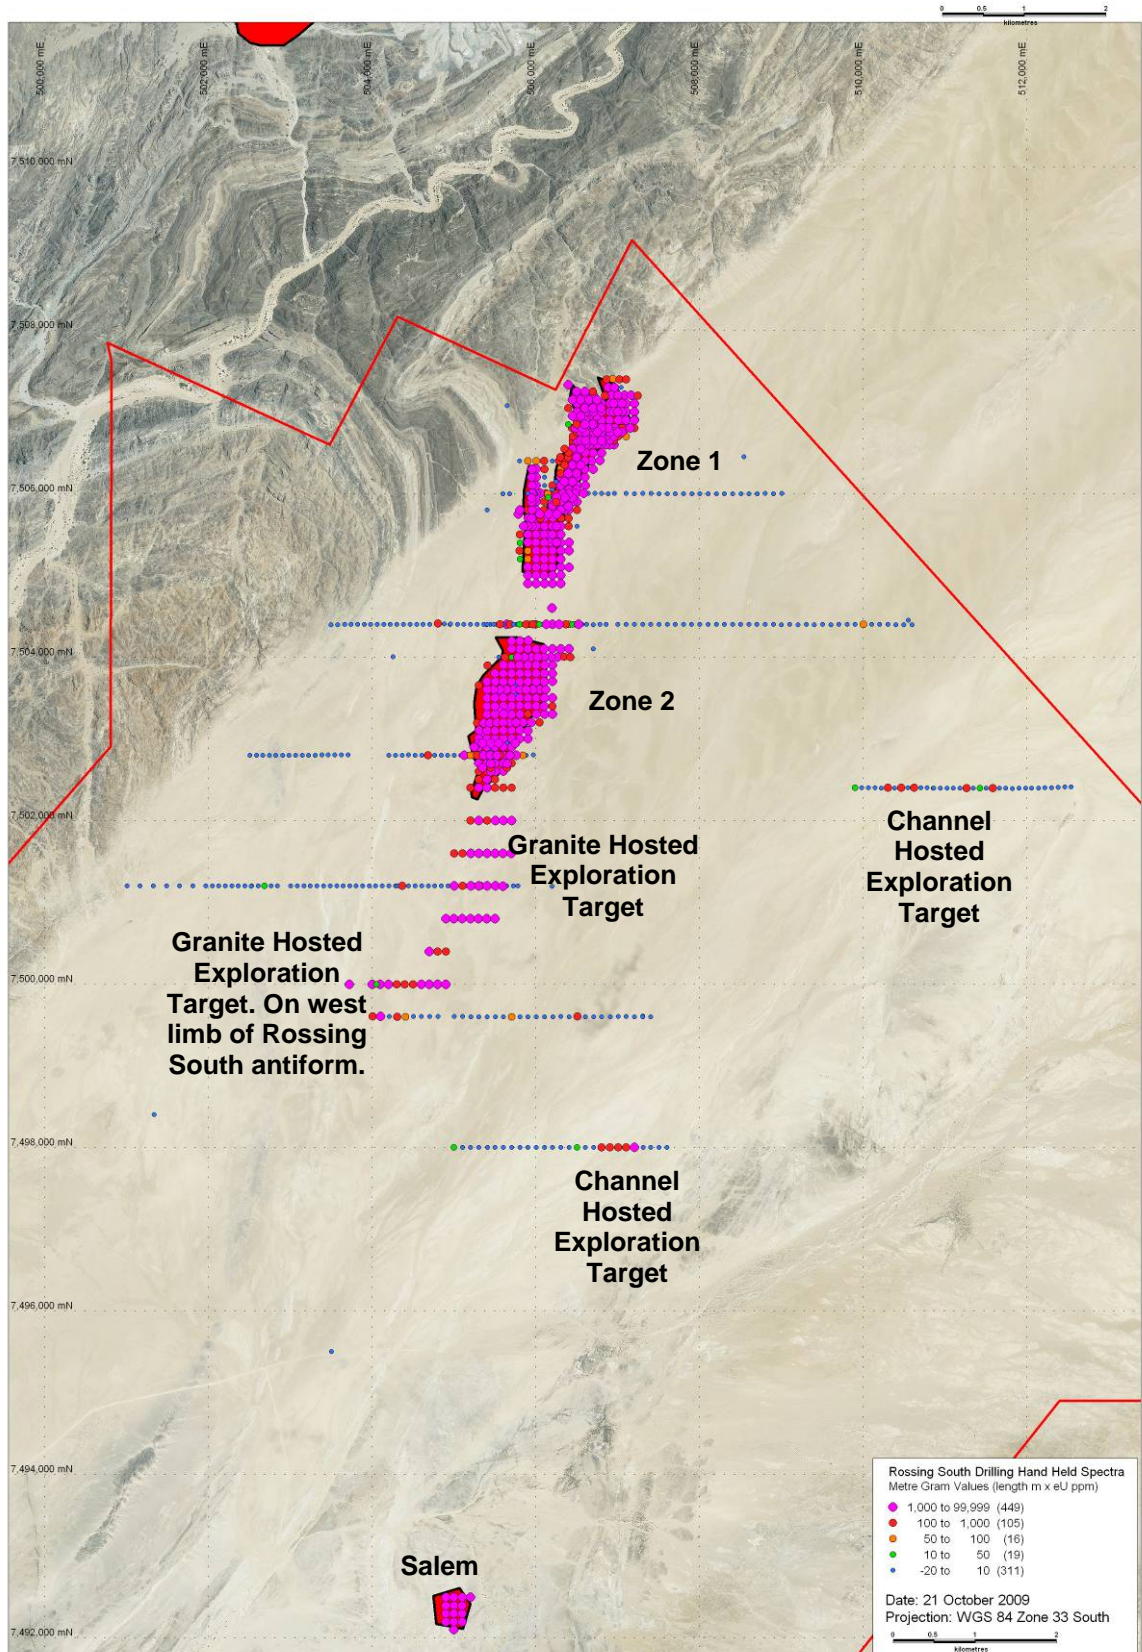 0 0.5 1 2
kilometres
500,000 mE
502,000 mE
504,000 mE
506,000 mE
508,000 mE
510,000 mE
512,000 mE
7,510,000 mN
7,508,000 mN
Zone 1
7,506,000 mN
7,504,000 mN
Zone 2
7,502,000 mN
Channel
Hosted
Exploration
Target
Granite Hosted
Exploration
Target
Granite Hosted
Exploration
Target. On west
limb of Rossing
South antiform.
7,500,000 mN
7,498,000 mN
Channel
Hosted
Exploration
Target
7,496,000 mN
7,494,000 mN
Salem
7,492,000 mN
Rossing South Drilling Hand Held Spectra
Metre Gram Values (length m x eU ppm)
1,000 to 99,999 (449)
100 to 1,000 (105)
50 to 100 (16)
10 to 50 (19)
-20 to 10 (311)
Date: 21 October 2009
Projection: WGS 84 Zone 33 South
0 0.5 1 2
kilometres